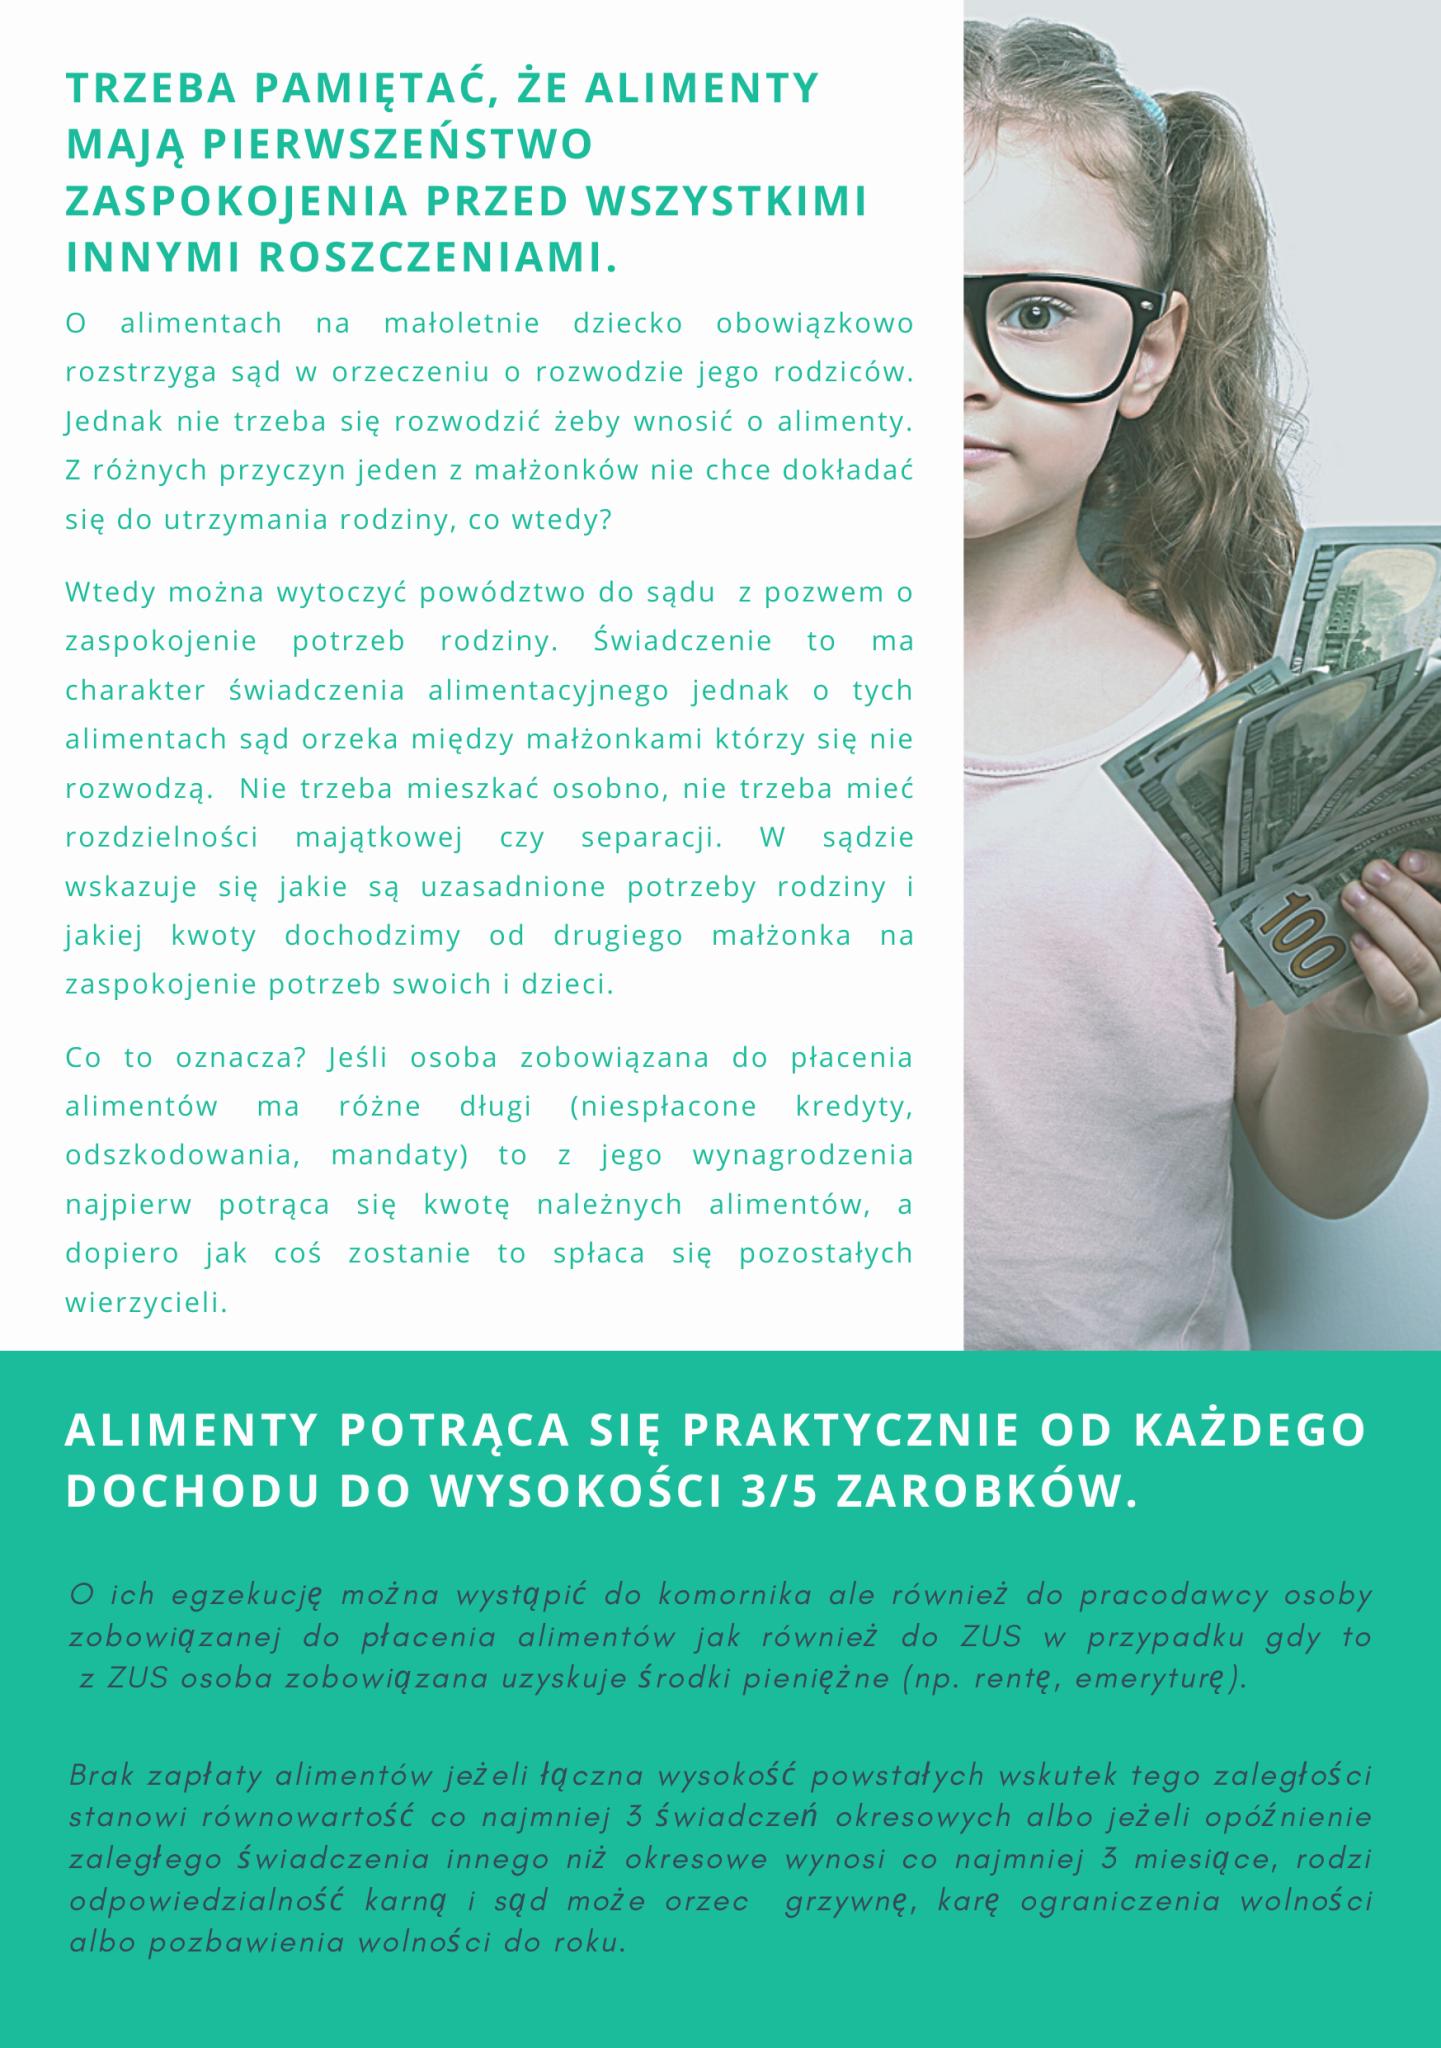 TRZEBA PAMIĘTAĆ, ŻE ALIMENTY
MAJĄ PIERWSZEŃSTWO
ZASPOKOJENIA PRZED WSZYSTKIMI
INNYMI ROSZCZENIAMI.
O alimentach na małoletnie dziecko obowiązkowo
rozstrzyga sąd w orzeczeniu o rozwodzie jego rodziców.
Jednak nie trzeba się rozwodzić żeby wnosić o alimenty.
Z różnych przyczyn jeden z małżonków nie chce dokładać
się do utrzymania rodziny, co wtedy?
Wtedy można wytoczyć powództwo do sądu z pozwem o
zaspokojenie potrzeb rodziny. Świadczenie to ma
charakter świadczenia alimentacyjnego jednak o tych
alimentach sąd orzeka między małżonkami którzy się nie
rozwodzą. Nie trzeba mieszkać osobno, nie trzeba mieć
rozdzielności majątkowej czy separacji. W sądzie
wskazuje się jakie są uzasadnione potrzeby rodziny i
jakiej kwoty dochodzimy od drugiego małżonka na
zaspokojenie potrzeb swoich i dzieci.
Co to oznacza? Jeśli osoba zobowiązana do płacenia
alimentów ma różne długi (niespłacone kredyty,
odszkodowania, mandaty) to z jego wynagrodzenia
najpierw potrąca się kwotę należnych alimentów, a
dopiero jak coś zostanie to spłaca się pozostałych
wierzycieli.
100
ALIMENTY POTRĄCA SIĘ PRAKTYCZNIE OD KAŻDEGO
DOCHODU DO WYSOKOŚCI 3/5 ZAROBKÓW.
O ich egzekucję można wystąpić do komornika ale również do pracodawcy osoby
zobowiązanej do płacenia alimentów jak również do ZUS w przypadku gdy to
z ZUS osoba zobowiązana uzyskuje środki pieniężne (np. rentę, emeryturę).
Brak zapłaty alimentów jeżeli łączna wysokość powstałych wskutek tego zaległości
stanowi równowartość co najmniej 3 świadczeń okresowych albo jeżeli opóźnienie
zaległego świadczenia innego niż okresowe wynosi co najmniej 3 miesiące, rodzi
odpowiedzialność karną i sąd może orzec grzywnę, karę ograniczenia wolności
albo pozbawienia wolności do roku.